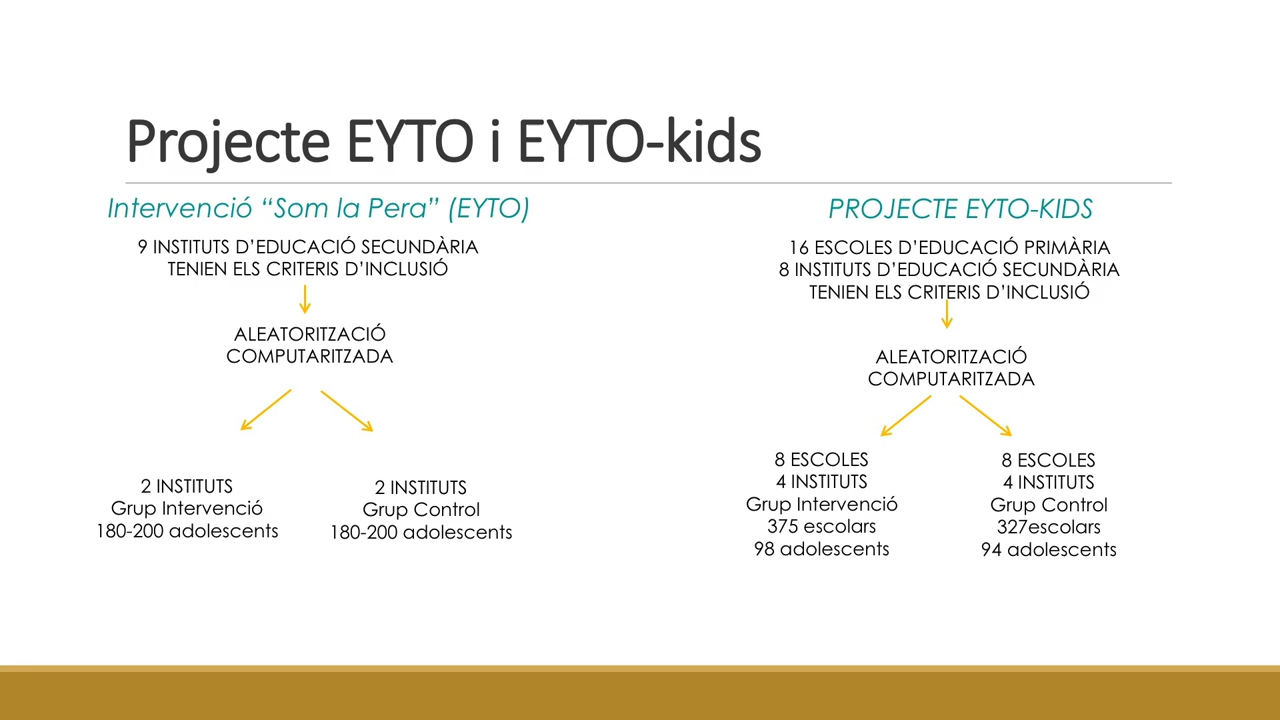 Projecte EYTO i EYTO-kids
Intervenció “Som la Pera” (EYTO)
9 INSTITUTS D’EDUCACIÓ SECUNDÀRIA
TENIEN ELS CRITERIS D’INCLUSIÓ
ALEATORITZACIÓ
COMPUTARITZADA
2 INSTITUTS
Grup Intervenció
180-200 adolescents
2 INSTITUTS
Grup Control
180-200 adolescents
PROJECTE EYTO-KIDS
16 ESCOLES D’EDUCACIÓ PRIMÀRIA
8 INSTITUTS D’EDUCACIÓ SECUNDÀRIA
TENIEN ELS CRITERIS D’INCLUSIÓ
ALEATORITZACIÓ
COMPUTARITZADA
8 ESCOLES
4 INSTITUTS
Grup Intervenció
375 escolars
98 adolescents
8 ESCOLES
4 INSTITUTS
Grup Control
327escolars
94 adolescents